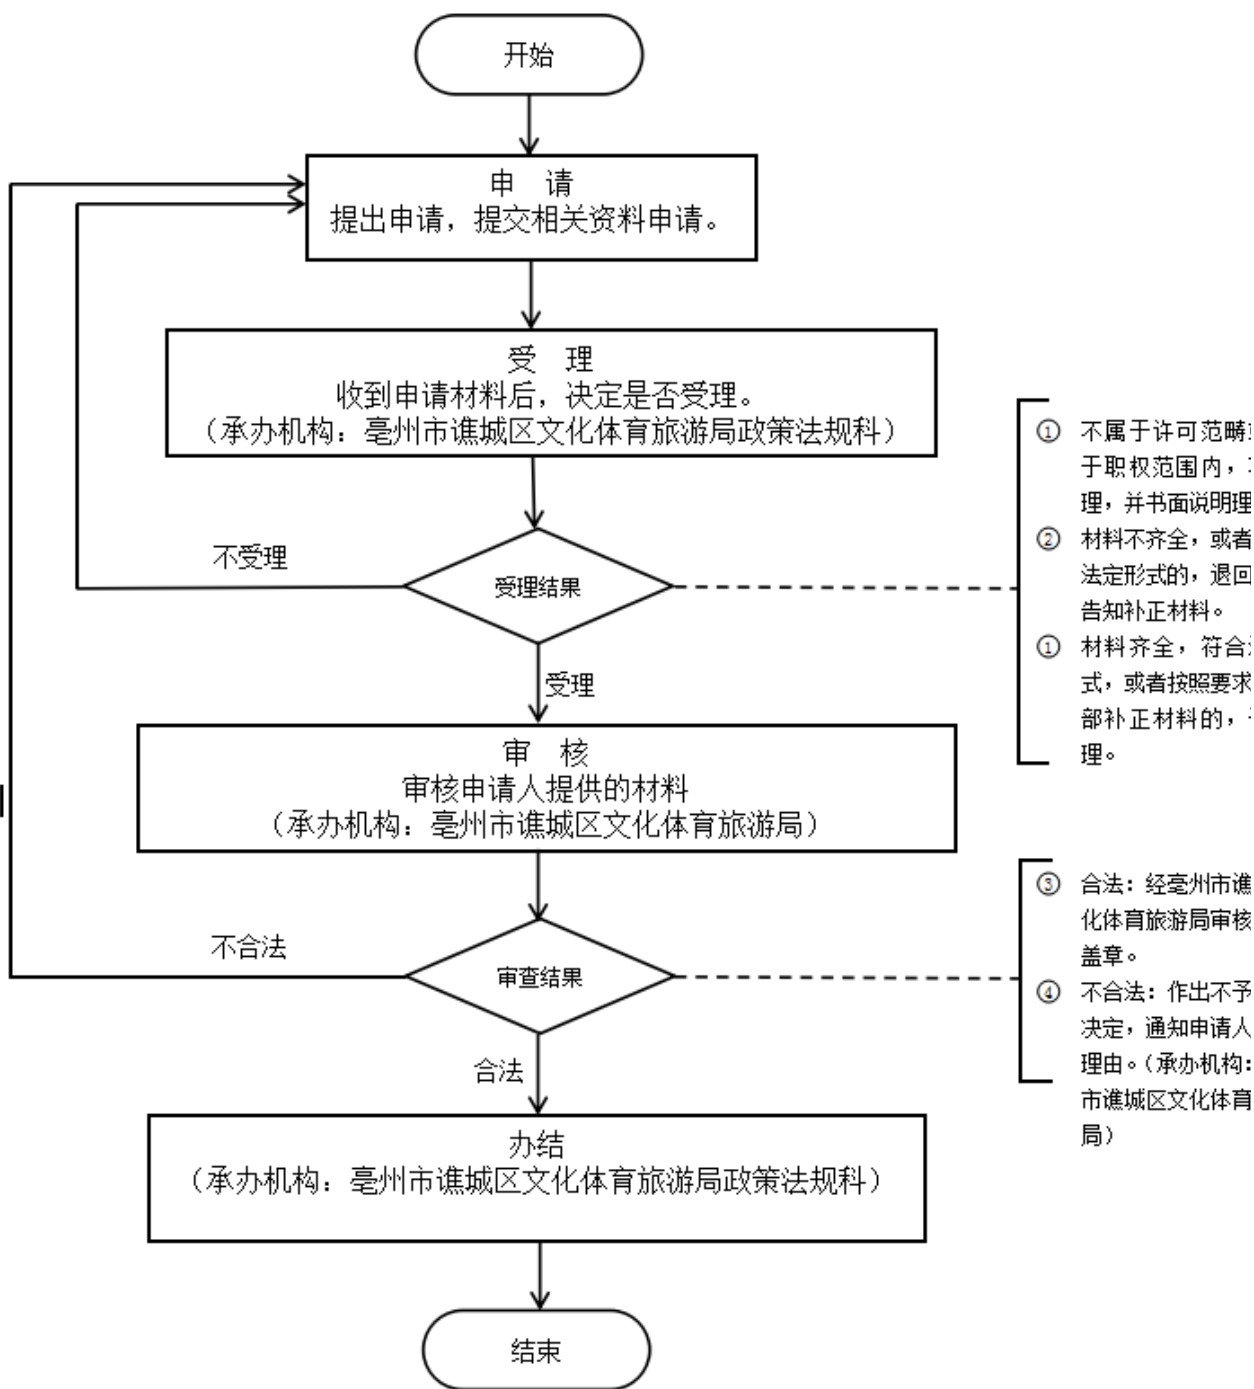 开始
申 请
提出申请，提交相关资料申请。
受 理
收到申请材料后，决定是否受理。
（承办机构：亳州市谯城区文化体育旅游局政策法规科）
不受理
受理结果
① 不属于许可范畴
于职权范围内，
理，并书面说明理
② 材料不齐全，或者
法定形式的，退回
告知补正材料。
① 材料齐全，符合
式，或者按照要求
部补正材料的，
理。
受理
审 核
审核申请人提供的材料
（承办机构：亳州市谯城区文化体育旅游局）
不合法
审查结果
③ 合法：经亳州市谯
化体育旅游局审核
盖章。
④ 不合法：作出不予
决定，通知申请人
理由。（承办机构：
市谯城区文化体育
局）
合法
办结
（承办机构：亳州市谯城区文化体育旅游局政策法规科）
结束